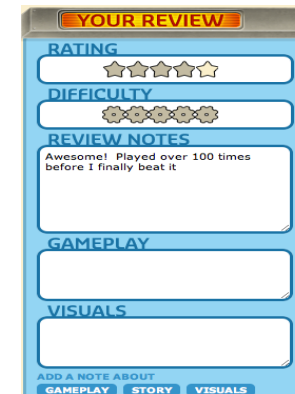 YOUR REVIEW
RATING
DIFFICULTY
REVIEW NOTES
Awesome! Played over 100 times
before I finally beat it
GAMEPLAY
VISUALS
ADD A NOTE ABOUT
GAMEPLAY STORY VISUALS